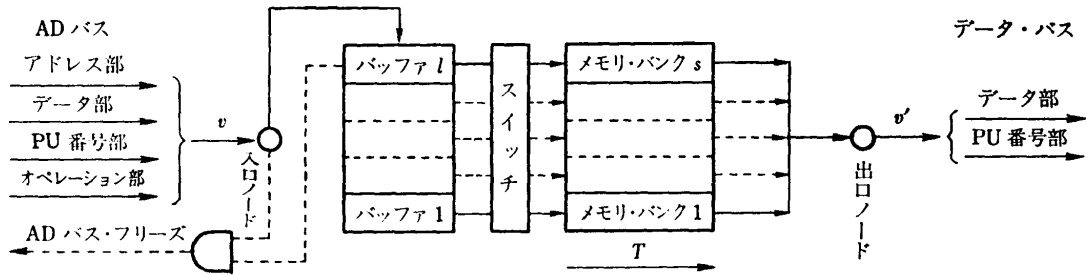 AD バス
アドレス部
データ部
PU 番号部
オペレーション部
v
入口ノード
AD バス・フリーズ
バッファ l
バッファ 1
スイッチ
メモリ・バンク s
メモリ・バンク 1
T
出口ノード
v′
データ・バス
データ部
PU 番号部